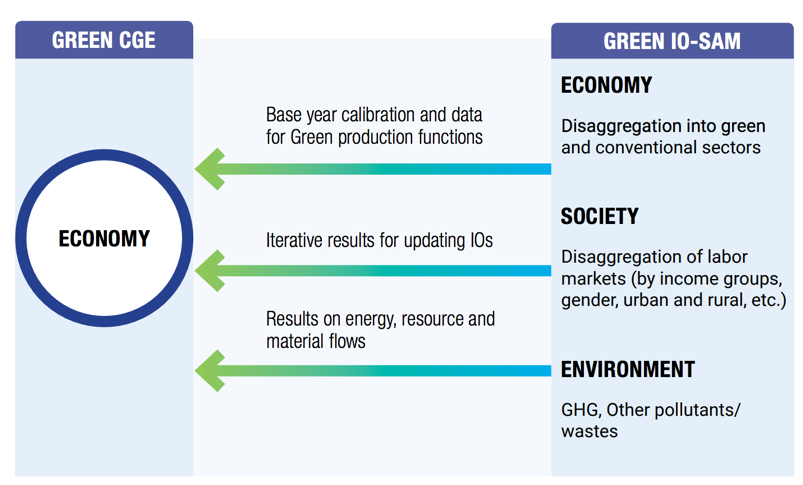 GREEN CGE
GREEN IO-SAM
ECONOMY
Base year calibration and data
for Green production functions
Iterative results for updating IOs
Results on energy, resource and
material flows
ECONOMY
Disaggregation into green
and conventional sectors
SOCIETY
Disaggregation of labor
markets (by income groups,
gender, urban and rural, etc.)
ENVIRONMENT
GHG, Other pollutants/
wastes